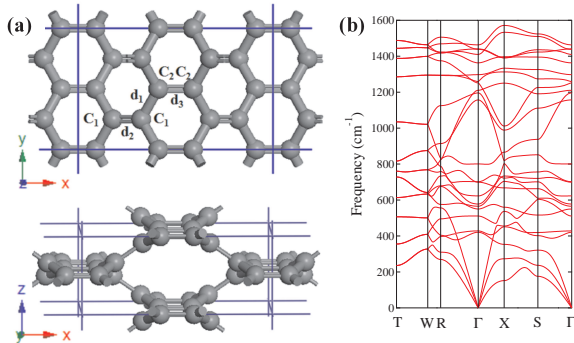 (a)
C₂ C₂
d₁
d₃
C₁
C₁
d₂
y
z
x
z
y
x
(b)
Frequency (cm⁻¹)
1600
1400
1200
1000
800
600
400
200
0
T
W
R
Γ
X
S
Γ